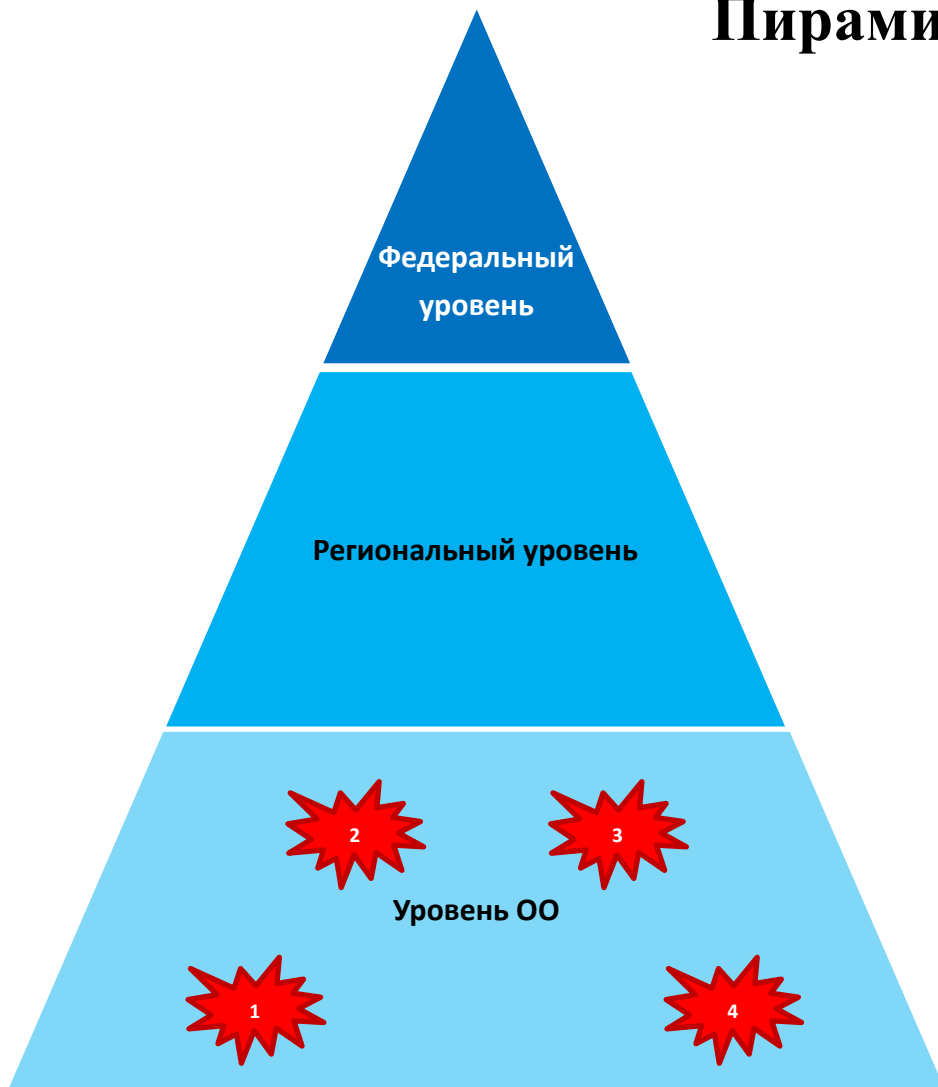 Пирами
Федеральный
уровень
Региональный уровень
2 3
Уровень ОО
1 4